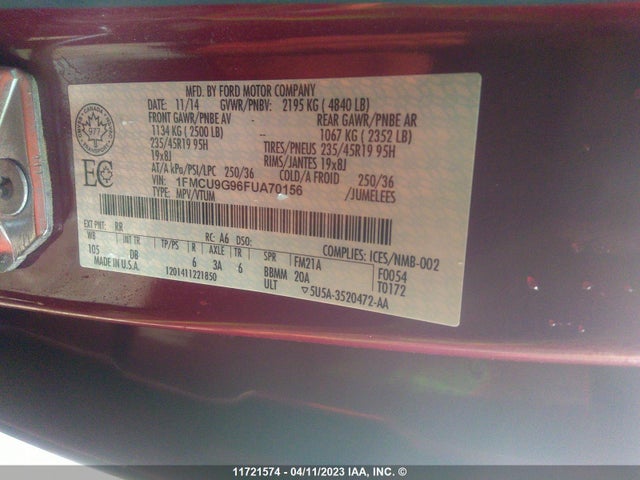 MFD. BY FORD MOTOR COMPANY
DATE: 11/14 GVWR/PNBV: 2195 KG ( 4840 LB)
FRONT GAWR/PNBE AV REAR GAWR/PNBE AR
1134 KG ( 2500 LB) -- 1067 KG ( 2352 LB)
235/45R19 95H TIRES/PNEUS 235/45R19 95H
19x8J RIMS/JANTES 19x8J
AT/A kPa/PSI/LPC 250/36 COLD/A FROID 250/36
VIN: 1FMCU9G96FUA70156 /JUMELEES
TYPE: MPV/VTUM
EC
EXT PNT: RR RC: A6 DSO: COMPLIES: ICES/NMB-002
WB INT TR TP/PS R AXLE TR SPR FM21A F0054
105 DB 6 3A 6 BBMM 20A T0172
MADE IN U.S.A. 1201411221850 ULT ▽5U5A-3520472-AA
11721574 - 04/11/2023 IAA, INC. ©